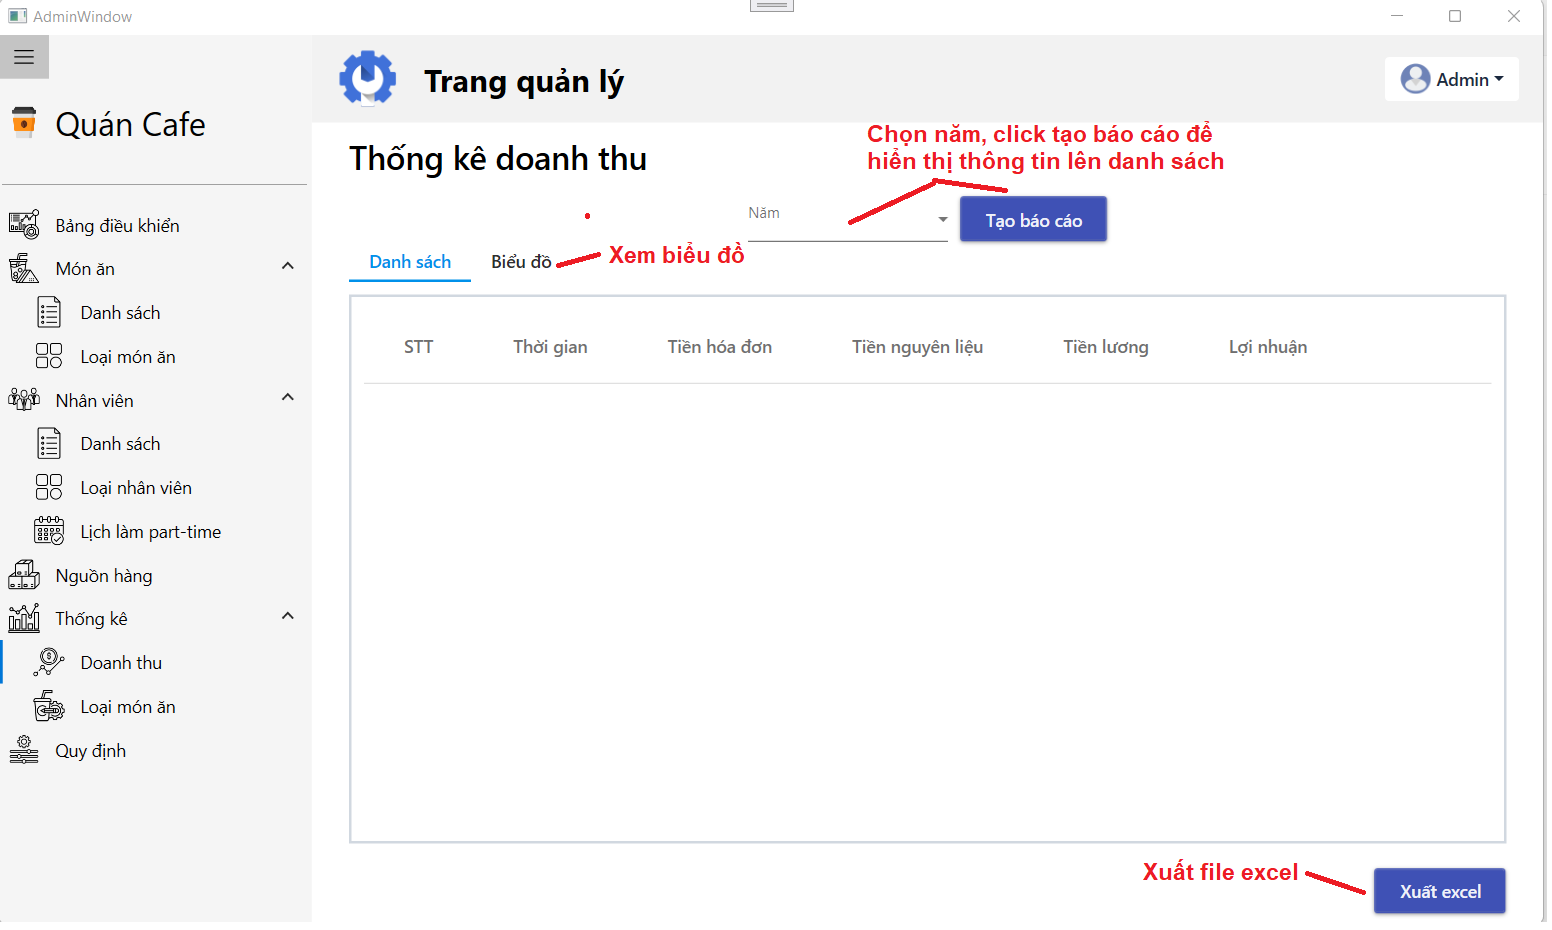 AdminWindow
Trang quản lý
Admin
Quán Cafe
Bảng điều khiển
Món ăn
Danh sách
Loại món ăn
Nhân viên
Danh sách
Loại nhân viên
Lịch làm part-time
Nguồn hàng
Thống kê
Doanh thu
Loại món ăn
Quy định
Thống kê doanh thu
Chọn năm, click tạo báo cáo để
hiển thị thông tin lên danh sách
Năm
Tạo báo cáo
Danh sách
Biểu đồ
Xem biểu đồ
STT Thời gian Tiền hóa đơn Tiền nguyên liệu Tiền lương Lợi nhuận
Xuất file excel
Xuất excel